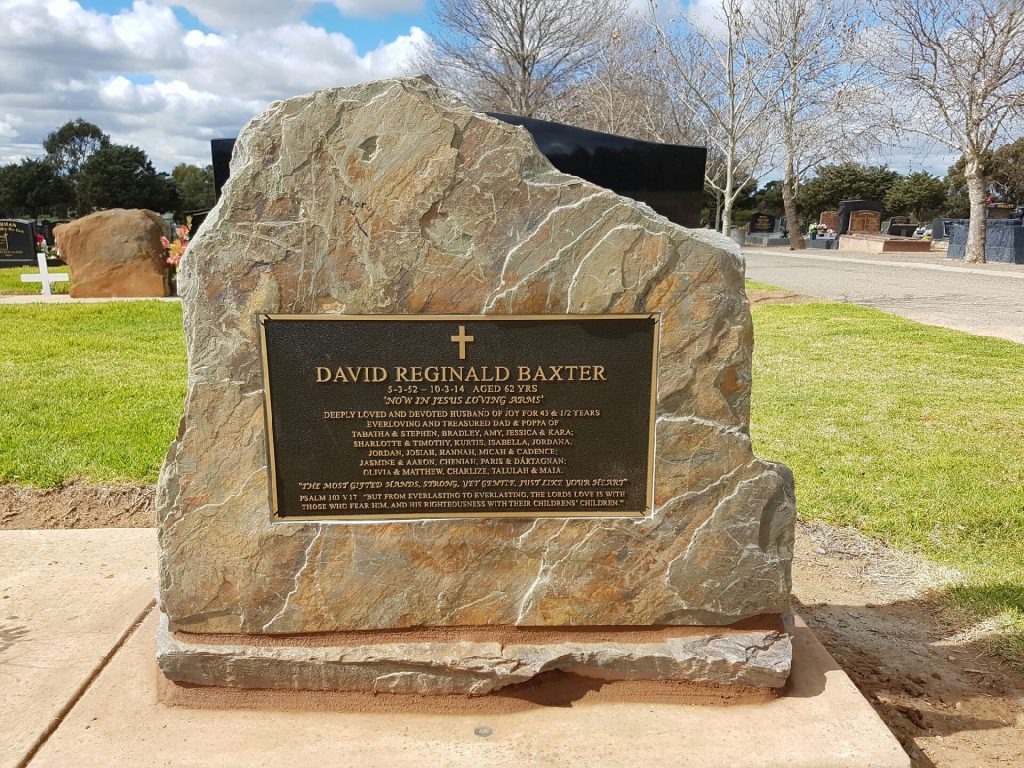 DAVID REGINALD BAXTER
5-3-52 - 10-3-14 AGED 62 YRS
"NOW IN JESUS LOVING ARMS"
DEEPLY LOVED AND DEVOTED HUSBAND OF JOY FOR 43 & 1/2 YEARS
EVERLOVING AND TREASURED DAD & POPPA OF
TABATHA & STEPHEN, BRADLEY, AMY, JESSICA & KARA;
SHARLOTTE & TIMOTHY, KURTIS, ISABELLA, JORDANA,
JORDAN, JOSIAH, HANNAH, MICAH & CADENCE;
JASMINE & AARON, CHENIAH, PARIS & DARTAGNAN;
OLIVIA & MATTHEW, CHARLIZE, TALULAH & MAIA.
"THE MOST GIFTED HANDS, STRONG, YET GENTLE, JUST LIKE YOUR HEART"
PSALM 103 V 17 "BUT FROM EVERLASTING TO EVERLASTING, THE LORDS LOVE IS WITH
THOSE WHO FEAR HIM, AND HIS RIGHTEOUSNESS WITH THEIR CHILDRENS' CHILDREN."